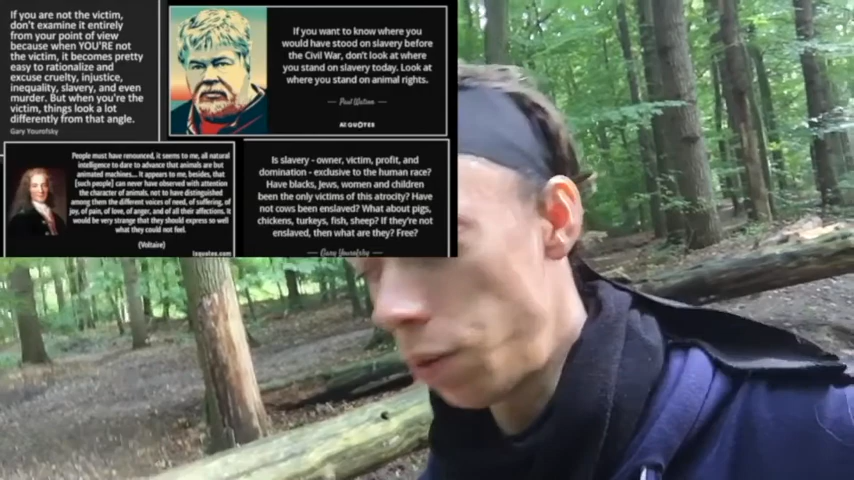 If you are not the victim,
don't examine it entirely
from your point of view
because when YOU'RE not
the victim, it becomes pretty
easy to rationalize and
excuse cruelty, injustice,
inequality, slavery, and even
murder. But when you're the
victim, things look a lot
differently from that angle.
Gary Yourofsky
If you want to know where you
would have stood on slavery before
the Civil War, don't look at where
you stand on slavery today. Look at
where you stand on animal rights.
Paul Watson
AZ QUOTES
People must have renounced, it seems to me, all natural
intelligence to dare to advance that animals are but
animated machines... It appears to me, besides, that
[such people] can never have observed with attention
the character of animals, not to have distinguished
among them the different voices of need, of suffering, of
joy, of pain, of love, of anger, and of all their affections. It
would be very strange that they should express so well
what they could not feel.
(Voltaire)
izquotes.com
Is slavery - owner, victim, profit, and
domination - exclusive to the human race?
Have blacks, Jews, women and children
been the only victims of this atrocity? Have
not cows been enslaved? What about pigs,
chickens, turkeys, fish, sheep? If they're not
enslaved, then what are they? Free?
Gary Yourofsky